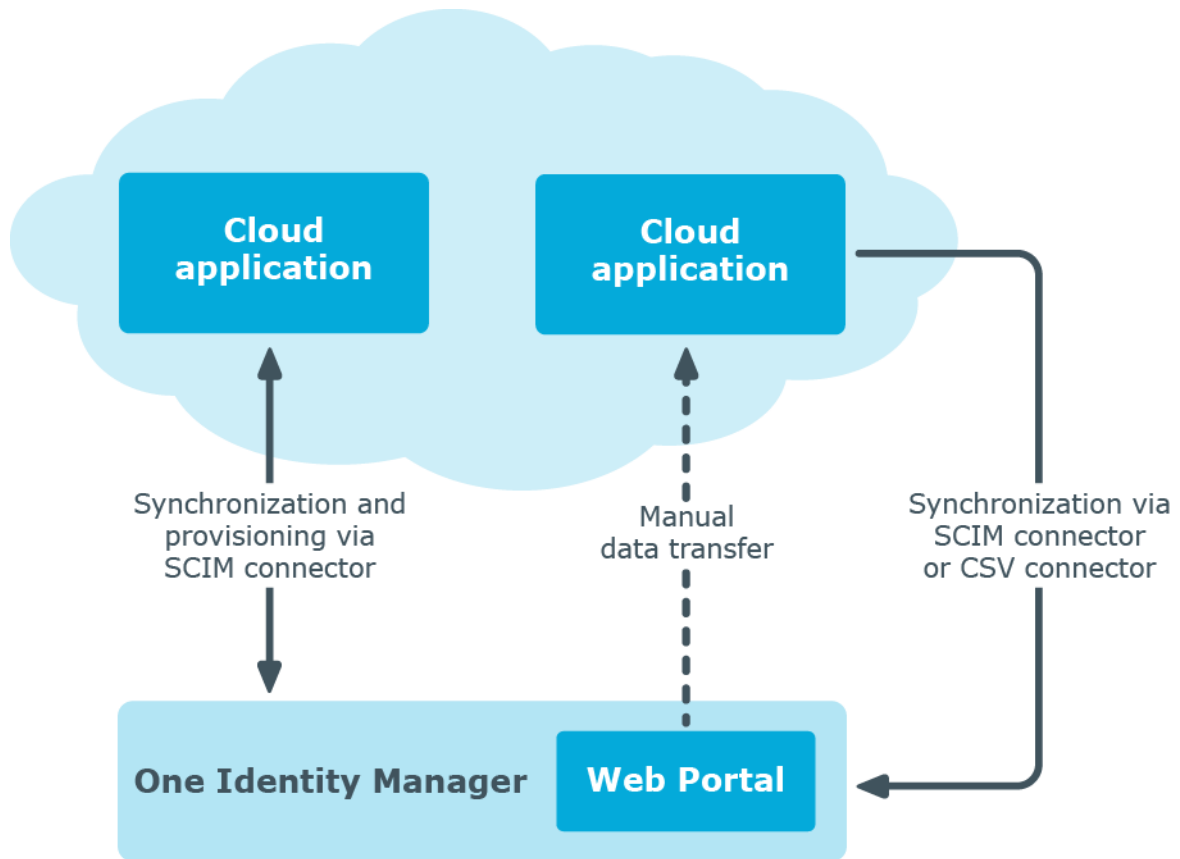 Cloud
application
Cloud
application
Synchronization and
provisioning via
SCIM connector
Manual
data transfer
Synchronization via
SCIM connector
or CSV connector
One Identity Manager
Web Portal